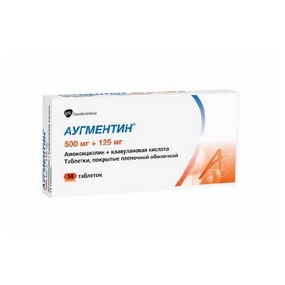 GlaxoSmithKline
АУГМЕНТИН®
500 мг + 125 мг
Амоксициллин + клавулановая кислота
Таблетки, покрытые пленочной оболочкой
14 таблеток